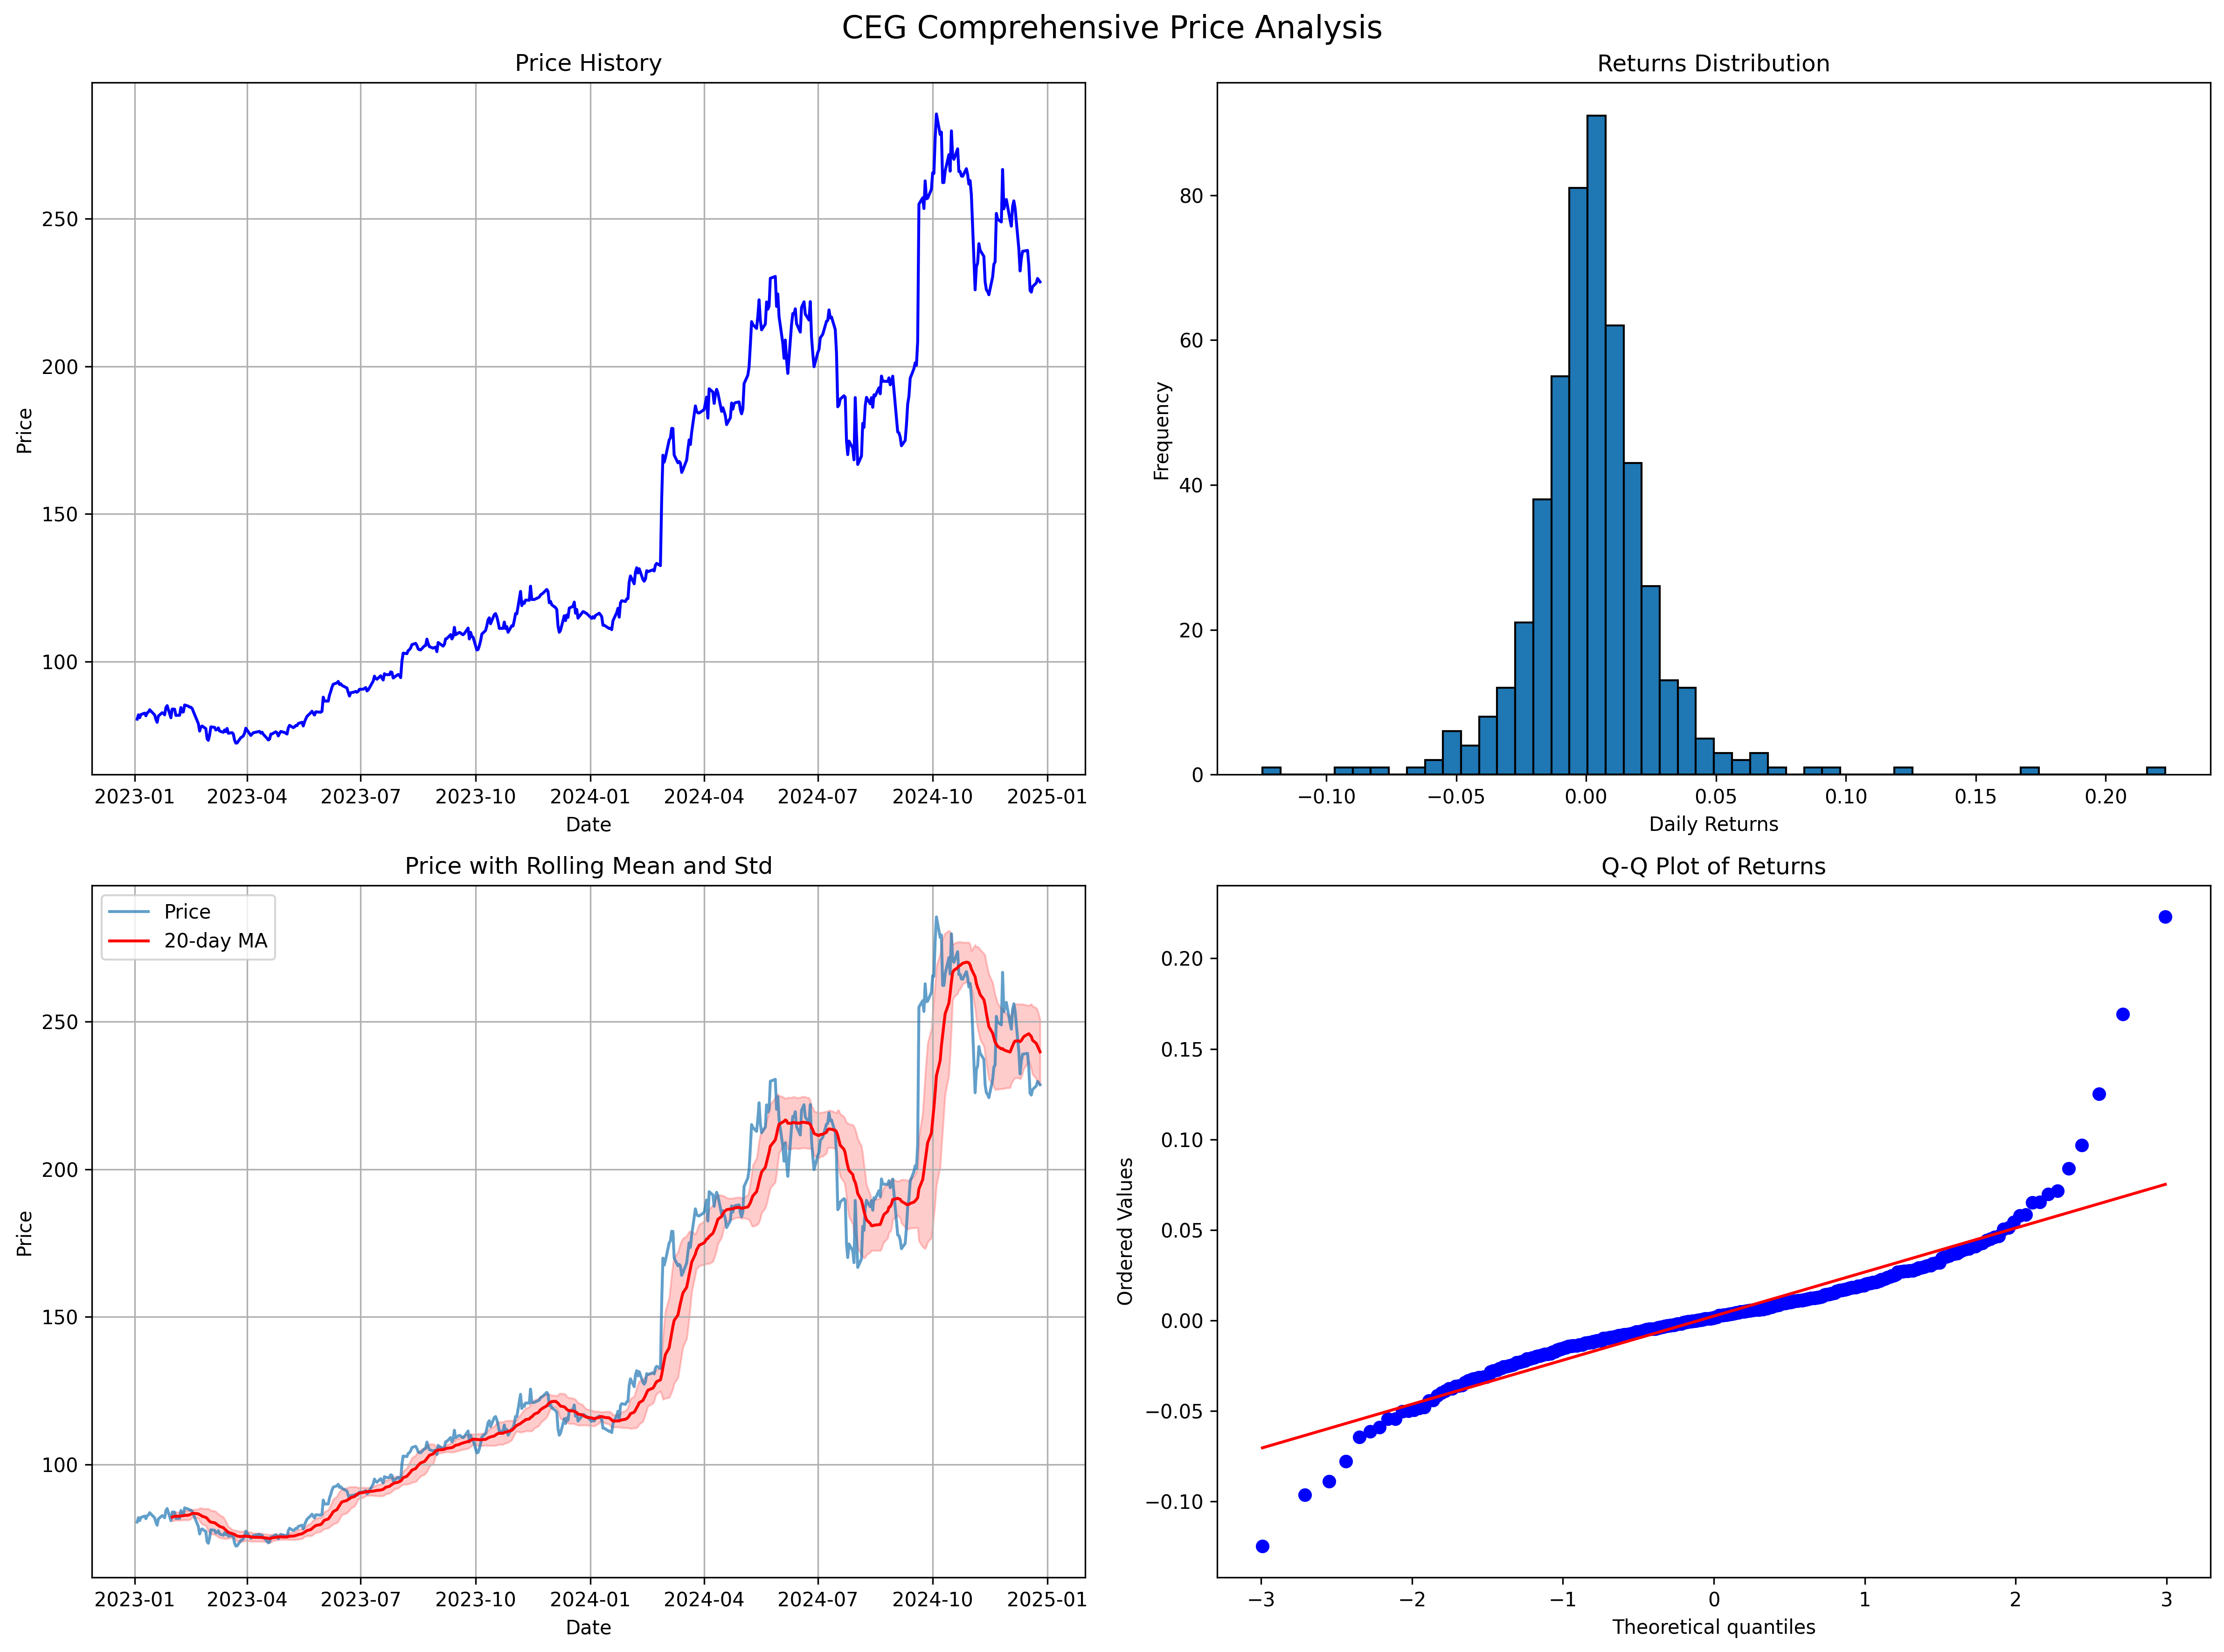 CEG Comprehensive Price Analysis
Price History
Price
250
200
150
100
2023-01 2023-04 2023-07 2023-10 2024-01 2024-04 2024-07 2024-10 2025-01
Date
Returns Distribution
Frequency
80
60
40
20
0
−0.10 −0.05 0.00 0.05 0.10 0.15 0.20
Daily Returns
Price with Rolling Mean and Std
Price
20-day MA
Price
250
200
150
100
2023-01 2023-04 2023-07 2023-10 2024-01 2024-04 2024-07 2024-10 2025-01
Date
Q-Q Plot of Returns
Ordered Values
0.20
0.15
0.10
0.05
0.00
−0.05
−0.10
−3 −2 −1 0 1 2 3
Theoretical quantiles